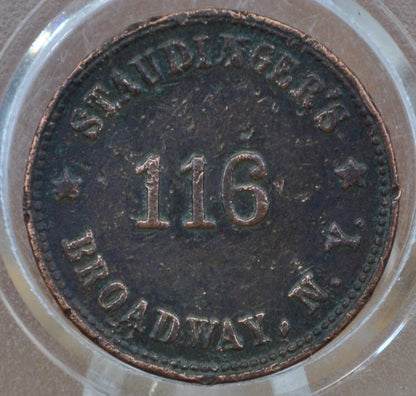 STAUDINGER'S
116
BROADWAY, N. Y.